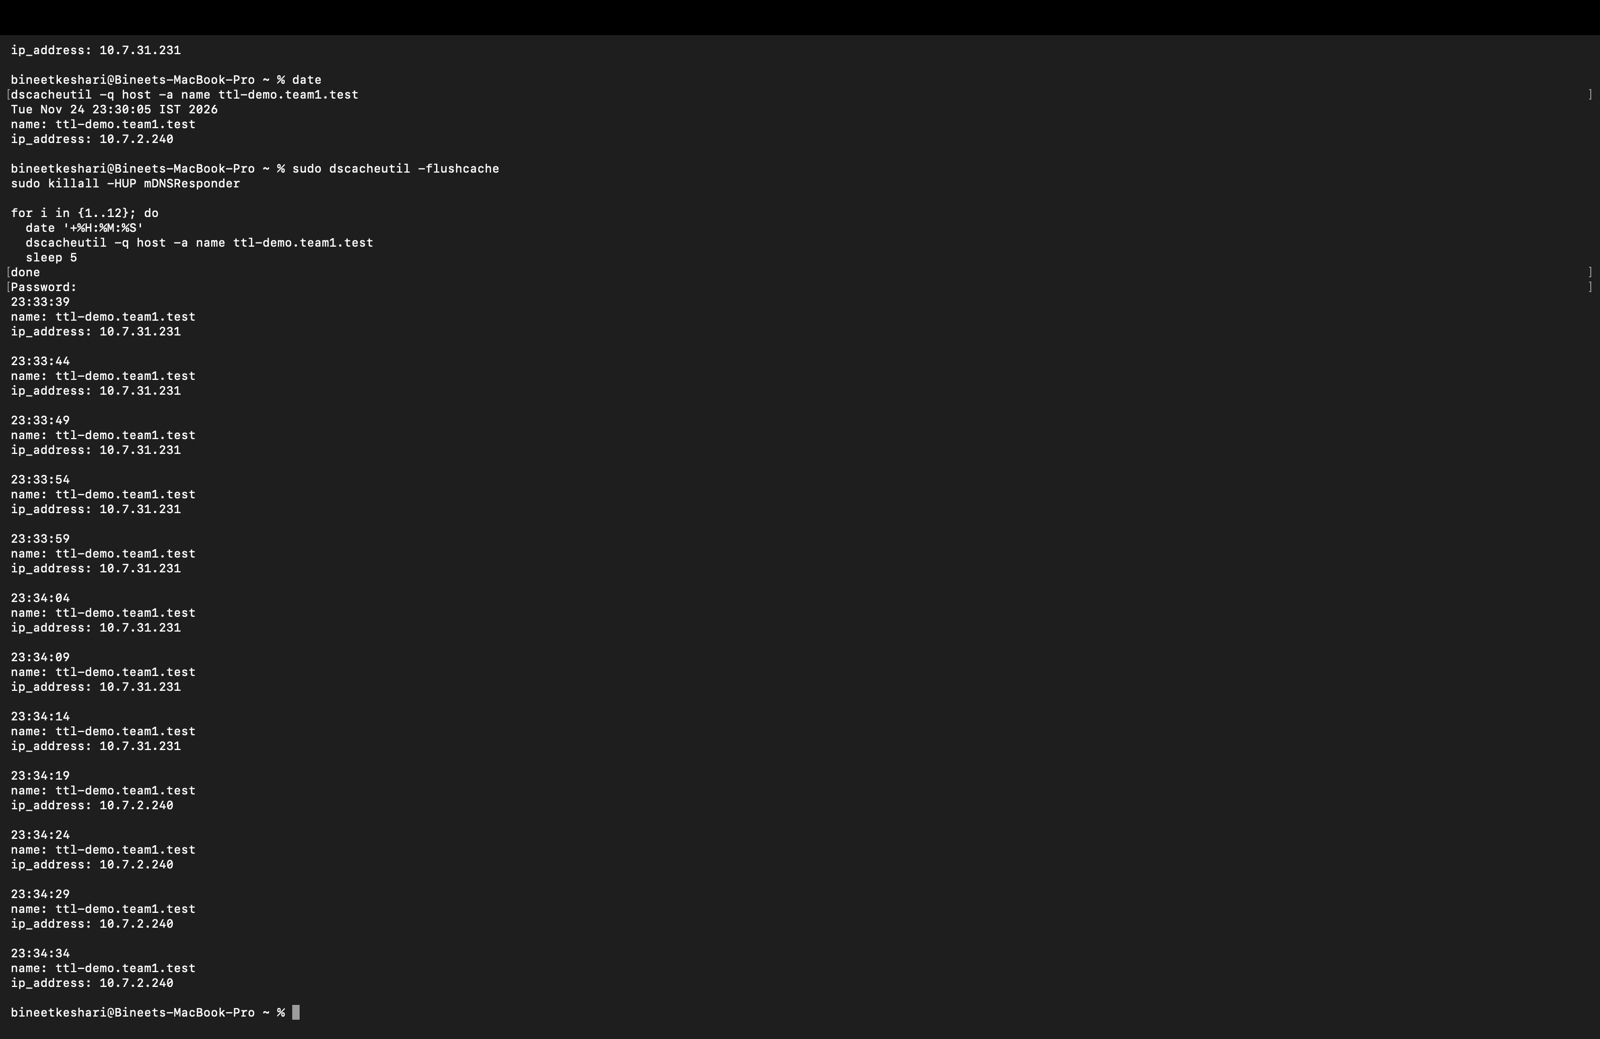 ip_address: 10.7.31.231
bineetkeshari@Bineets-MacBook-Pro ~ % date
[dscacheutil -q host -a name ttl-demo.team1.test ]
Tue Nov 24 23:30:05 IST 2026
name: ttl-demo.team1.test
ip_address: 10.7.2.240
bineetkeshari@Bineets-MacBook-Pro ~ % sudo dscacheutil -flushcache
sudo killall -HUP mDNSResponder
for i in {1..12}; do
  date '+%H:%M:%S'
  dscacheutil -q host -a name ttl-demo.team1.test
  sleep 5
[done ]
[Password: ]
23:33:39
name: ttl-demo.team1.test
ip_address: 10.7.31.231
23:33:44
name: ttl-demo.team1.test
ip_address: 10.7.31.231
23:33:49
name: ttl-demo.team1.test
ip_address: 10.7.31.231
23:33:54
name: ttl-demo.team1.test
ip_address: 10.7.31.231
23:33:59
name: ttl-demo.team1.test
ip_address: 10.7.31.231
23:34:04
name: ttl-demo.team1.test
ip_address: 10.7.31.231
23:34:09
name: ttl-demo.team1.test
ip_address: 10.7.31.231
23:34:14
name: ttl-demo.team1.test
ip_address: 10.7.31.231
23:34:19
name: ttl-demo.team1.test
ip_address: 10.7.2.240
23:34:24
name: ttl-demo.team1.test
ip_address: 10.7.2.240
23:34:29
name: ttl-demo.team1.test
ip_address: 10.7.2.240
23:34:34
name: ttl-demo.team1.test
ip_address: 10.7.2.240
bineetkeshari@Bineets-MacBook-Pro ~ %